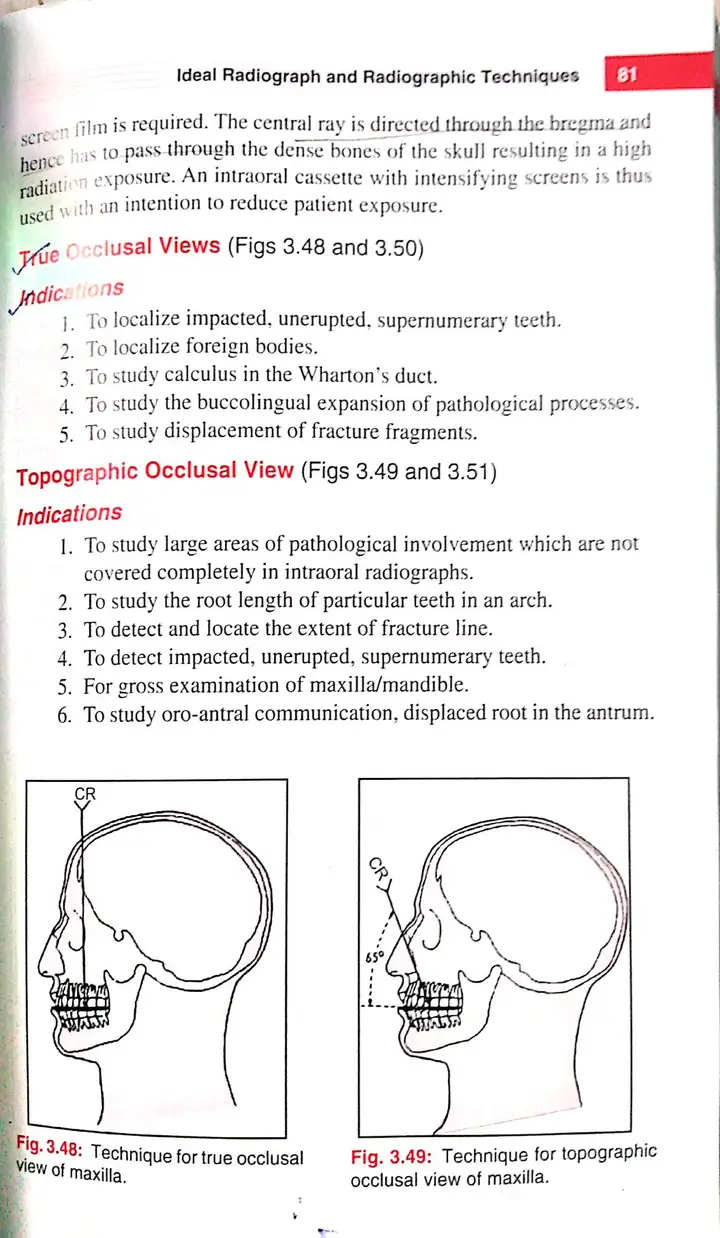 Ideal Radiograph and Radiographic Techniques 81
screen film is required. The central ray is directed through the bregma and
hence has to pass through the dense bones of the skull resulting in a high
radiation exposure. An intraoral cassette with intensifying screens is thus
used with an intention to reduce patient exposure.
True Occlusal Views (Figs 3.48 and 3.50)
Indications
1. To localize impacted, unerupted, supernumerary teeth.
2. To localize foreign bodies.
3. To study calculus in the Wharton's duct.
4. To study the buccolingual expansion of pathological processes.
5. To study displacement of fracture fragments.
Topographic Occlusal View (Figs 3.49 and 3.51)
Indications
1. To study large areas of pathological involvement which are not
covered completely in intraoral radiographs.
2. To study the root length of particular teeth in an arch.
3. To detect and locate the extent of fracture line.
4. To detect impacted, unerupted, supernumerary teeth.
5. For gross examination of maxilla/mandible.
6. To study oro-antral communication, displaced root in the antrum.
CR
Fig. 3.48: Technique for true occlusal
view of maxilla.
CR
65°
Fig. 3.49: Technique for topographic
occlusal view of maxilla.